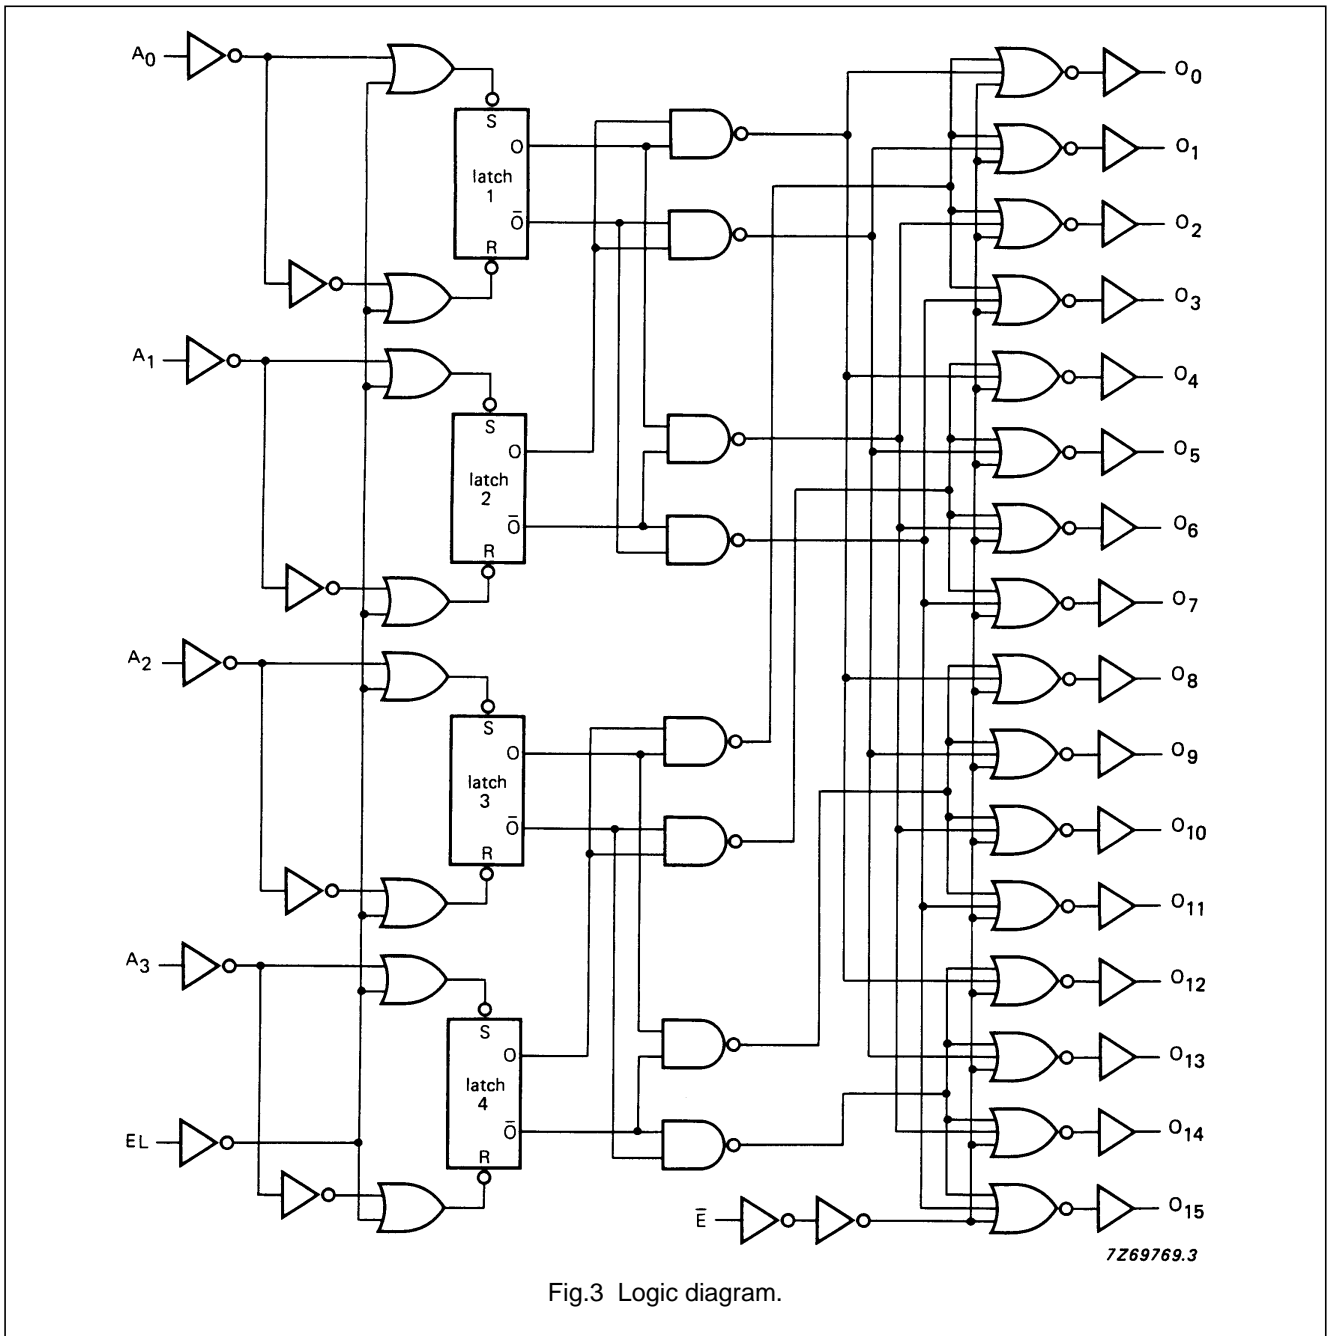 A0
O0
S
O
latch
1
O1
Ō
O2
R
O3
A1
O4
S
O
O5
latch
2
Ō
O6
R
O7
A2
O8
S
O
O9
latch
3
Ō
O10
R
O11
A3
O12
S
O
O13
latch
4
EL
Ō
O14
R
Ē
O15
7Z69769.3
Fig.3 Logic diagram.